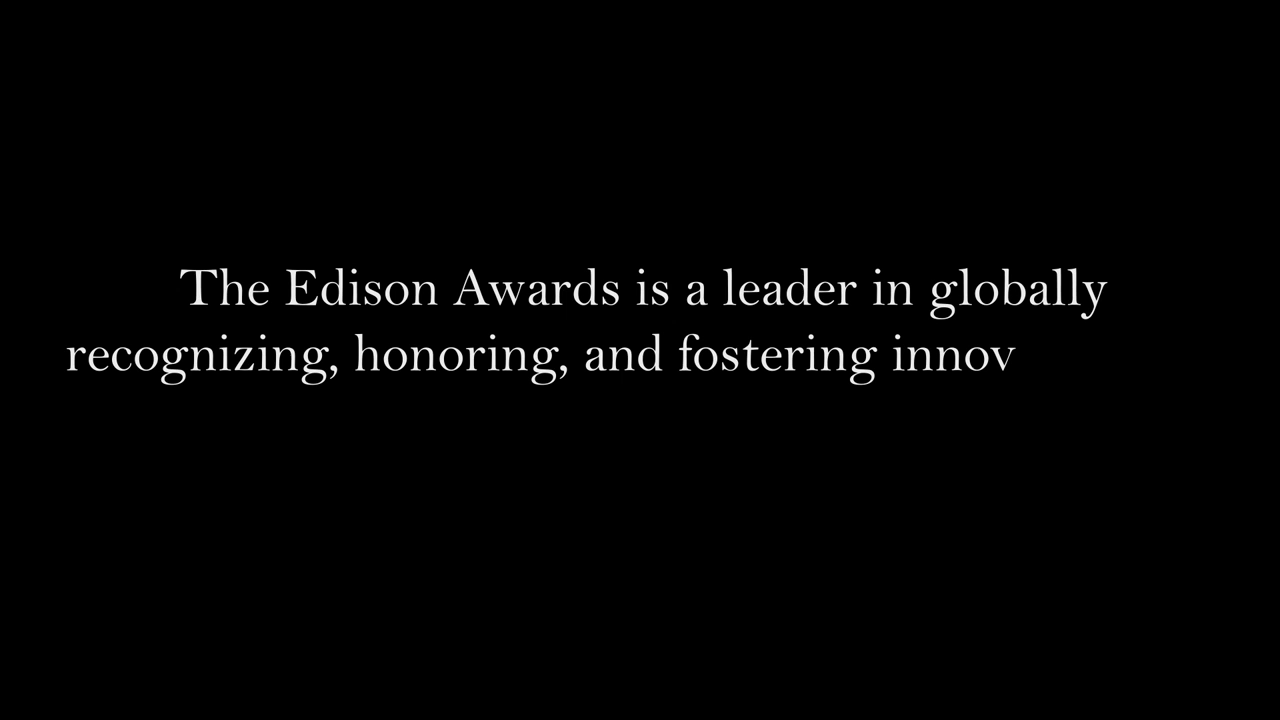 The Edison Awards is a leader in globally
recognizing, honoring, and fostering innov